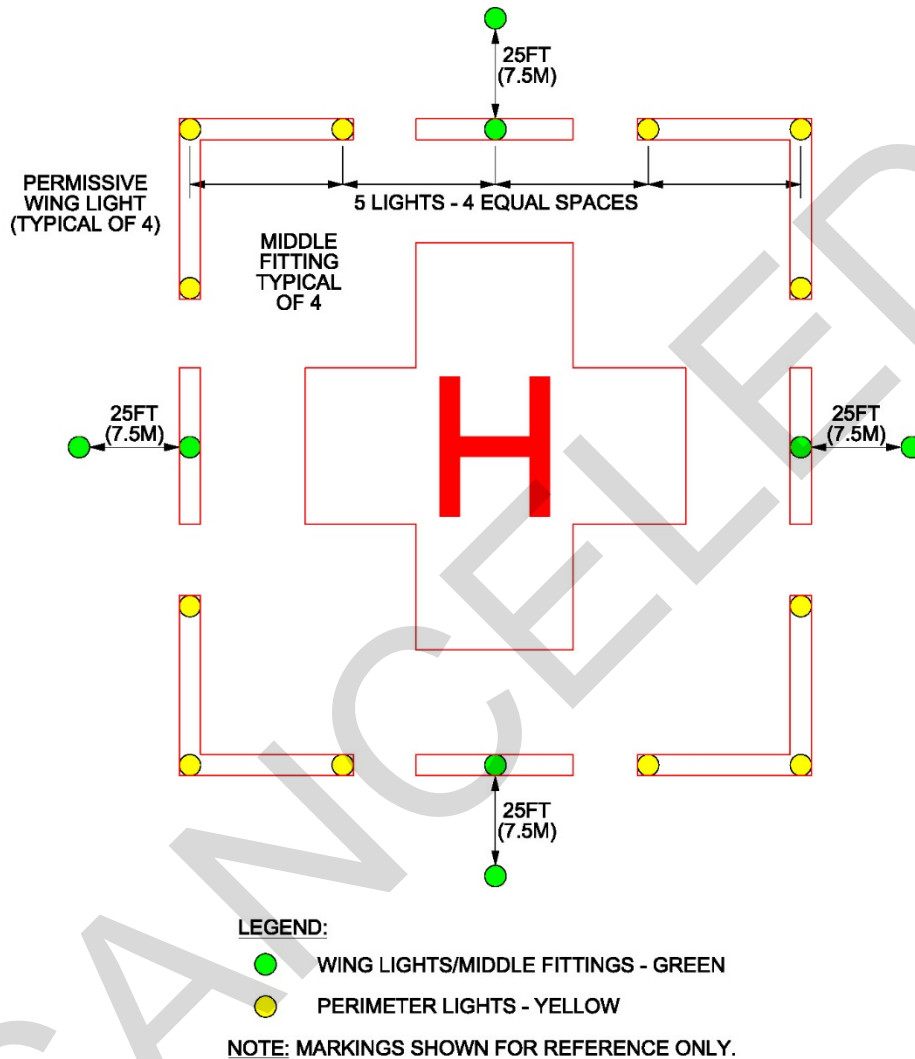 25FT
(7.5M)
PERMISSIVE
WING LIGHT
(TYPICAL OF 4)
5 LIGHTS - 4 EQUAL SPACES
MIDDLE
FITTING
TYPICAL
OF 4
25FT
(7.5M)
H
25FT
(7.5M)
25FT
(7.5M)
LEGEND:
WING LIGHTS/MIDDLE FITTINGS - GREEN
PERIMETER LIGHTS - YELLOW
NOTE: MARKINGS SHOWN FOR REFERENCE ONLY.
CANCELED